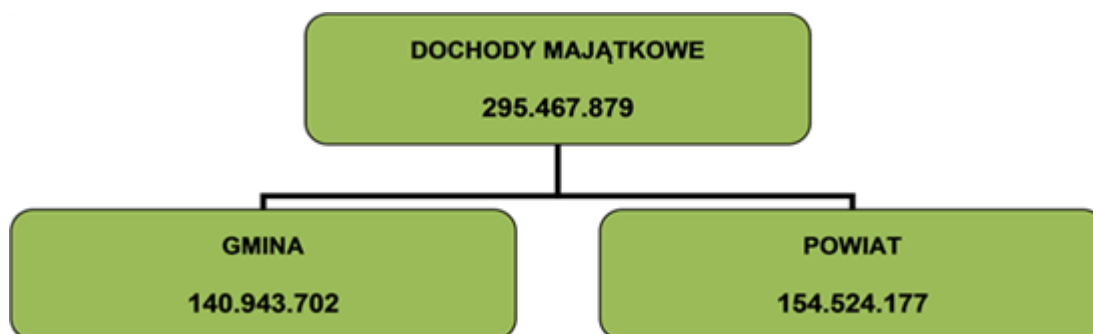 DOCHODY MAJĄTKOWE
295.467.879
GMINA
140.943.702
POWIAT
154.524.177